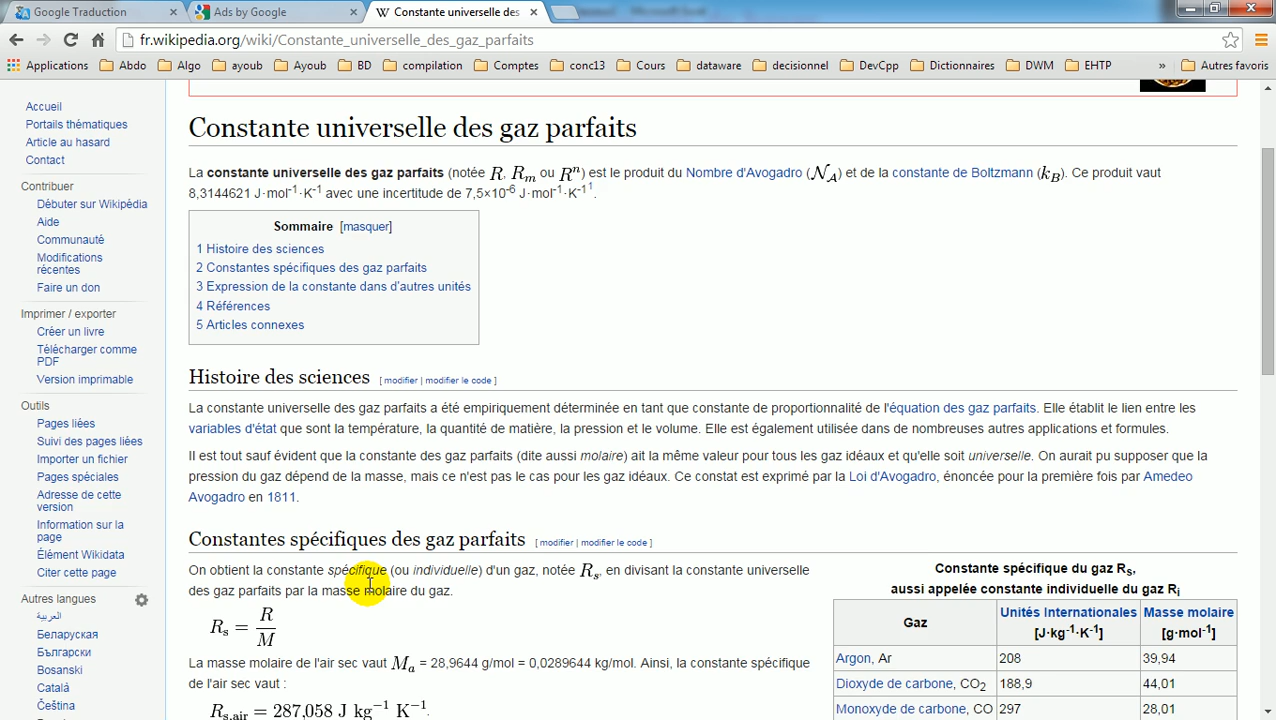 Google Traduction
Ads by Google
Constante universelle des
fr.wikipedia.org/wiki/Constante_universelle_des_gaz_parfaits
Applications Abdo Algo ayoub Ayoub BD compilation Comptes conc13 Cours dataware decisionnel DevCpp Dictionnaires DWM EHTP » Autres favoris
Accueil
Portails thématiques
Article au hasard
Contact
Contribuer
Débuter sur Wikipédia
Aide
Communauté
Modifications
récentes
Faire un don
Imprimer / exporter
Créer un livre
Télécharger comme
PDF
Version imprimable
Outils
Pages liées
Suivi des pages liées
Importer un fichier
Pages spéciales
Adresse de cette
version
Information sur la
page
Élément Wikidata
Citer cette page
Autres langues
العربية
Беларуская
Български
Bosanski
Català
Čeština
Constante universelle des gaz parfaits
La constante universelle des gaz parfaits (notée R, Rₘ ou Rⁿ) est le produit du Nombre d'Avogadro (𝒩_A) et de la constante de Boltzmann (k_B). Ce produit vaut
8,3144621 J·mol⁻¹·K⁻¹ avec une incertitude de 7,5×10⁻⁶ J·mol⁻¹·K⁻¹ ¹.
Sommaire [masquer]
1 Histoire des sciences
2 Constantes spécifiques des gaz parfaits
3 Expression de la constante dans d'autres unités
4 Références
5 Articles connexes
Histoire des sciences [ modifier | modifier le code ]
La constante universelle des gaz parfaits a été empiriquement déterminée en tant que constante de proportionnalité de l'équation des gaz parfaits. Elle établit le lien entre les
variables d'état que sont la température, la quantité de matière, la pression et le volume. Elle est également utilisée dans de nombreuses autres applications et formules.
Il est tout sauf évident que la constante des gaz parfaits (dite aussi molaire) ait la même valeur pour tous les gaz idéaux et qu'elle soit universelle. On aurait pu supposer que la
pression du gaz dépend de la masse, mais ce n'est pas le cas pour les gaz idéaux. Ce constat est exprimé par la Loi d'Avogadro, énoncée pour la première fois par Amedeo
Avogadro en 1811.
Constantes spécifiques des gaz parfaits [ modifier | modifier le code ]
On obtient la constante spécifique (ou individuelle) d'un gaz, notée Rₛ, en divisant la constante universelle
des gaz parfaits par la masse molaire du gaz.
Rₛ = R/M
La masse molaire de l'air sec vaut Mₐ = 28,9644 g/mol = 0,0289644 kg/mol. Ainsi, la constante spécifique
de l'air sec vaut :
R_s,air = 287,058 J kg⁻¹ K⁻¹.
Constante spécifique du gaz Rₛ,
aussi appelée constante individuelle du gaz Rᵢ
Gaz Unités Internationales [J·kg⁻¹·K⁻¹] Masse molaire [g·mol⁻¹]
Argon, Ar 208 39,94
Dioxyde de carbone, CO₂ 188,9 44,01
Monoxyde de carbone, CO 297 28,01